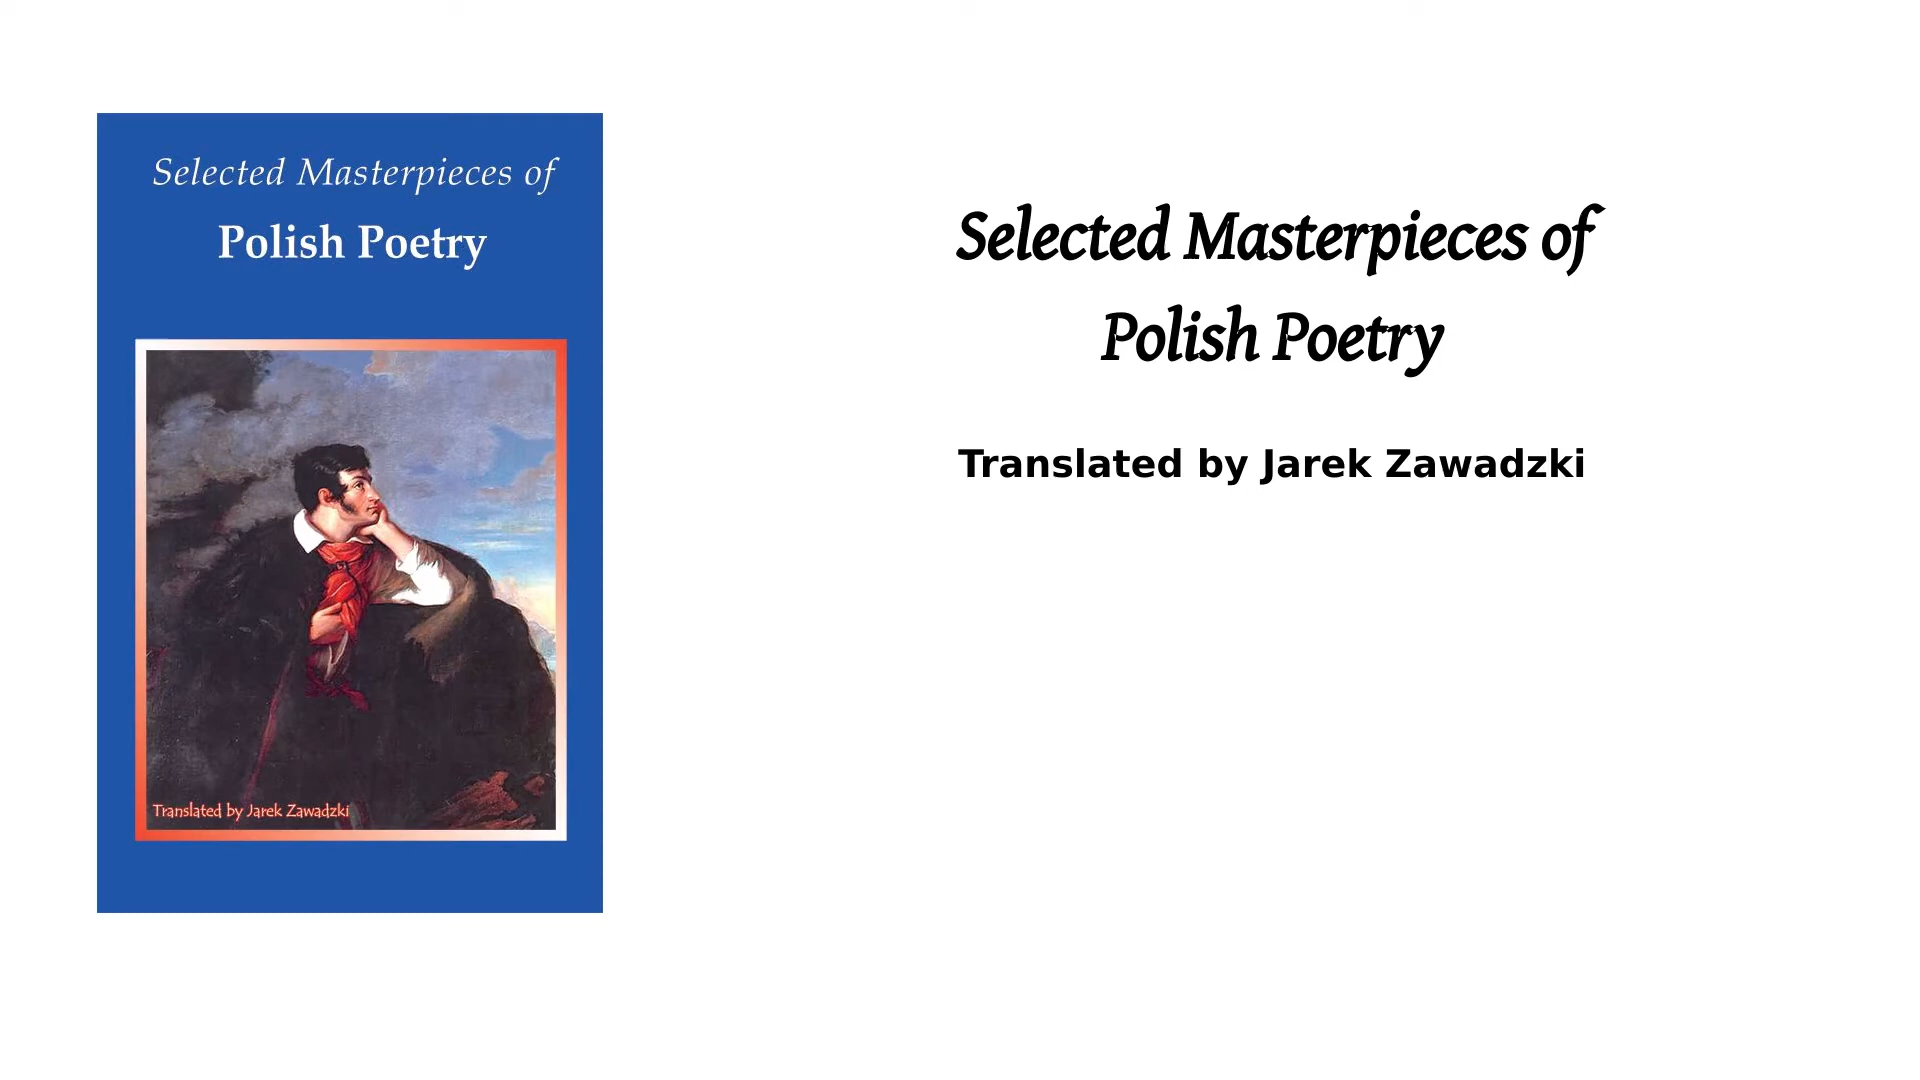 Selected Masterpieces of
Polish Poetry
Translated by Jarek Zawadzki
Selected Masterpieces of
Polish Poetry
Translated by Jarek Zawadzki